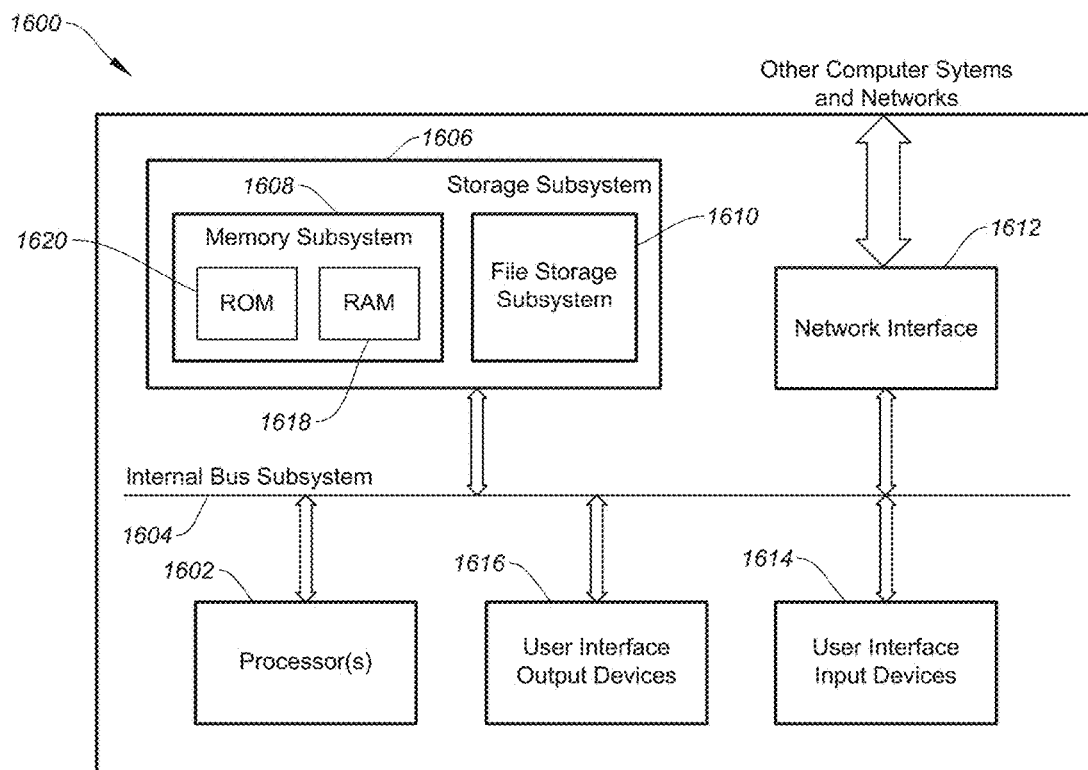 1600
Other Computer Sytems
and Networks
1606
Storage Subsystem
1608
1610
1620
Memory Subsystem
1612
File Storage
Subsystem
ROM
RAM
Network Interface
1618
Internal Bus Subsystem
1604
1602
1616
1614
Processor(s)
User Interface
Output Devices
User Interface
Input Devices